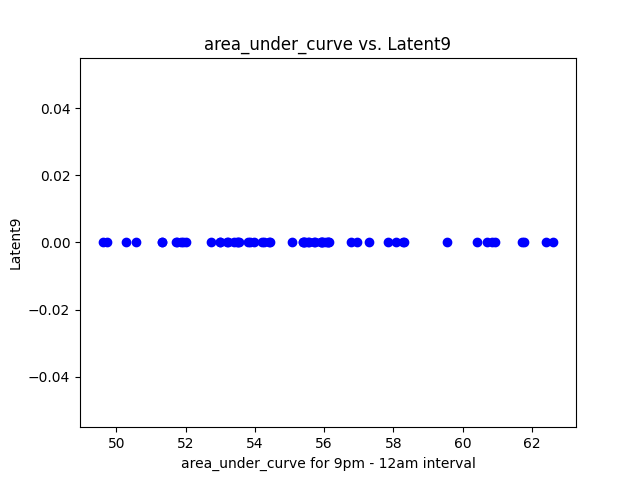 area_under_curve vs. Latent9
0.04
0.02
0.00
−0.02
−0.04
Latent9
50 52 54 56 58 60 62
area_under_curve for 9pm - 12am interval